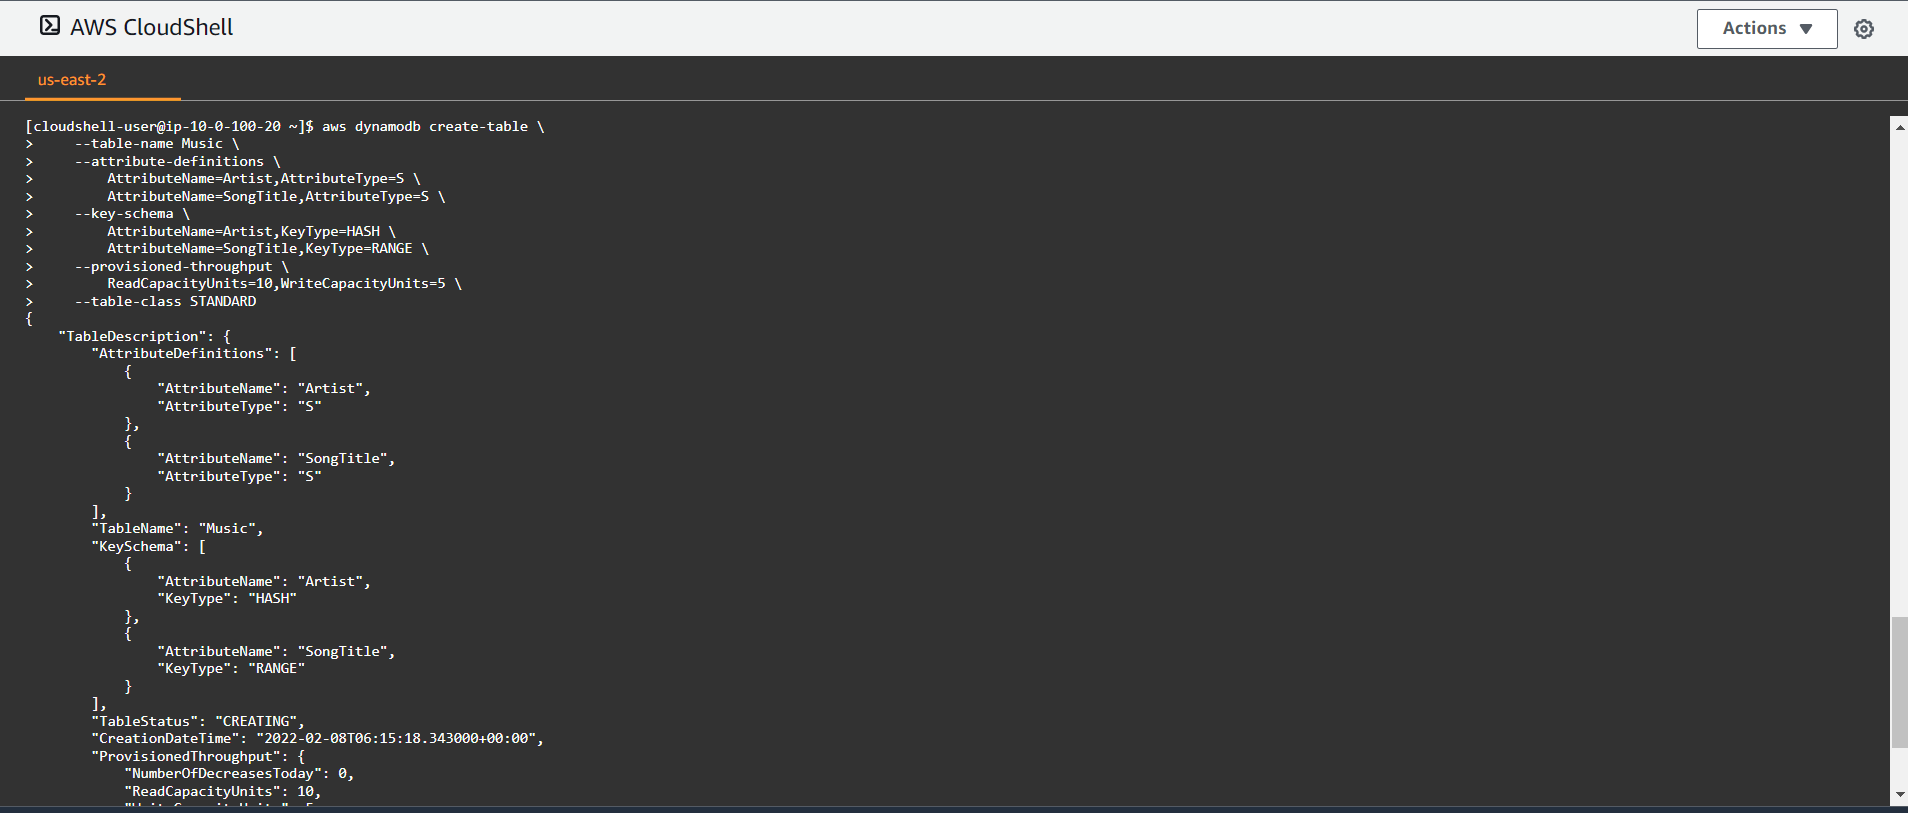 AWS CloudShell
Actions
us-east-2
[cloudshell-user@ip-10-0-100-20 ~]$ aws dynamodb create-table \
>     --table-name Music \
>     --attribute-definitions \
>         AttributeName=Artist,AttributeType=S \
>         AttributeName=SongTitle,AttributeType=S \
>     --key-schema \
>         AttributeName=Artist,KeyType=HASH \
>         AttributeName=SongTitle,KeyType=RANGE \
>     --provisioned-throughput \
>         ReadCapacityUnits=10,WriteCapacityUnits=5 \
>     --table-class STANDARD
{
    "TableDescription": {
        "AttributeDefinitions": [
            {
                "AttributeName": "Artist",
                "AttributeType": "S"
            },
            {
                "AttributeName": "SongTitle",
                "AttributeType": "S"
            }
        ],
        "TableName": "Music",
        "KeySchema": [
            {
                "AttributeName": "Artist",
                "KeyType": "HASH"
            },
            {
                "AttributeName": "SongTitle",
                "KeyType": "RANGE"
            }
        ],
        "TableStatus": "CREATING",
        "CreationDateTime": "2022-02-08T06:15:18.343000+00:00",
        "ProvisionedThroughput": {
            "NumberOfDecreasesToday": 0,
            "ReadCapacityUnits": 10,